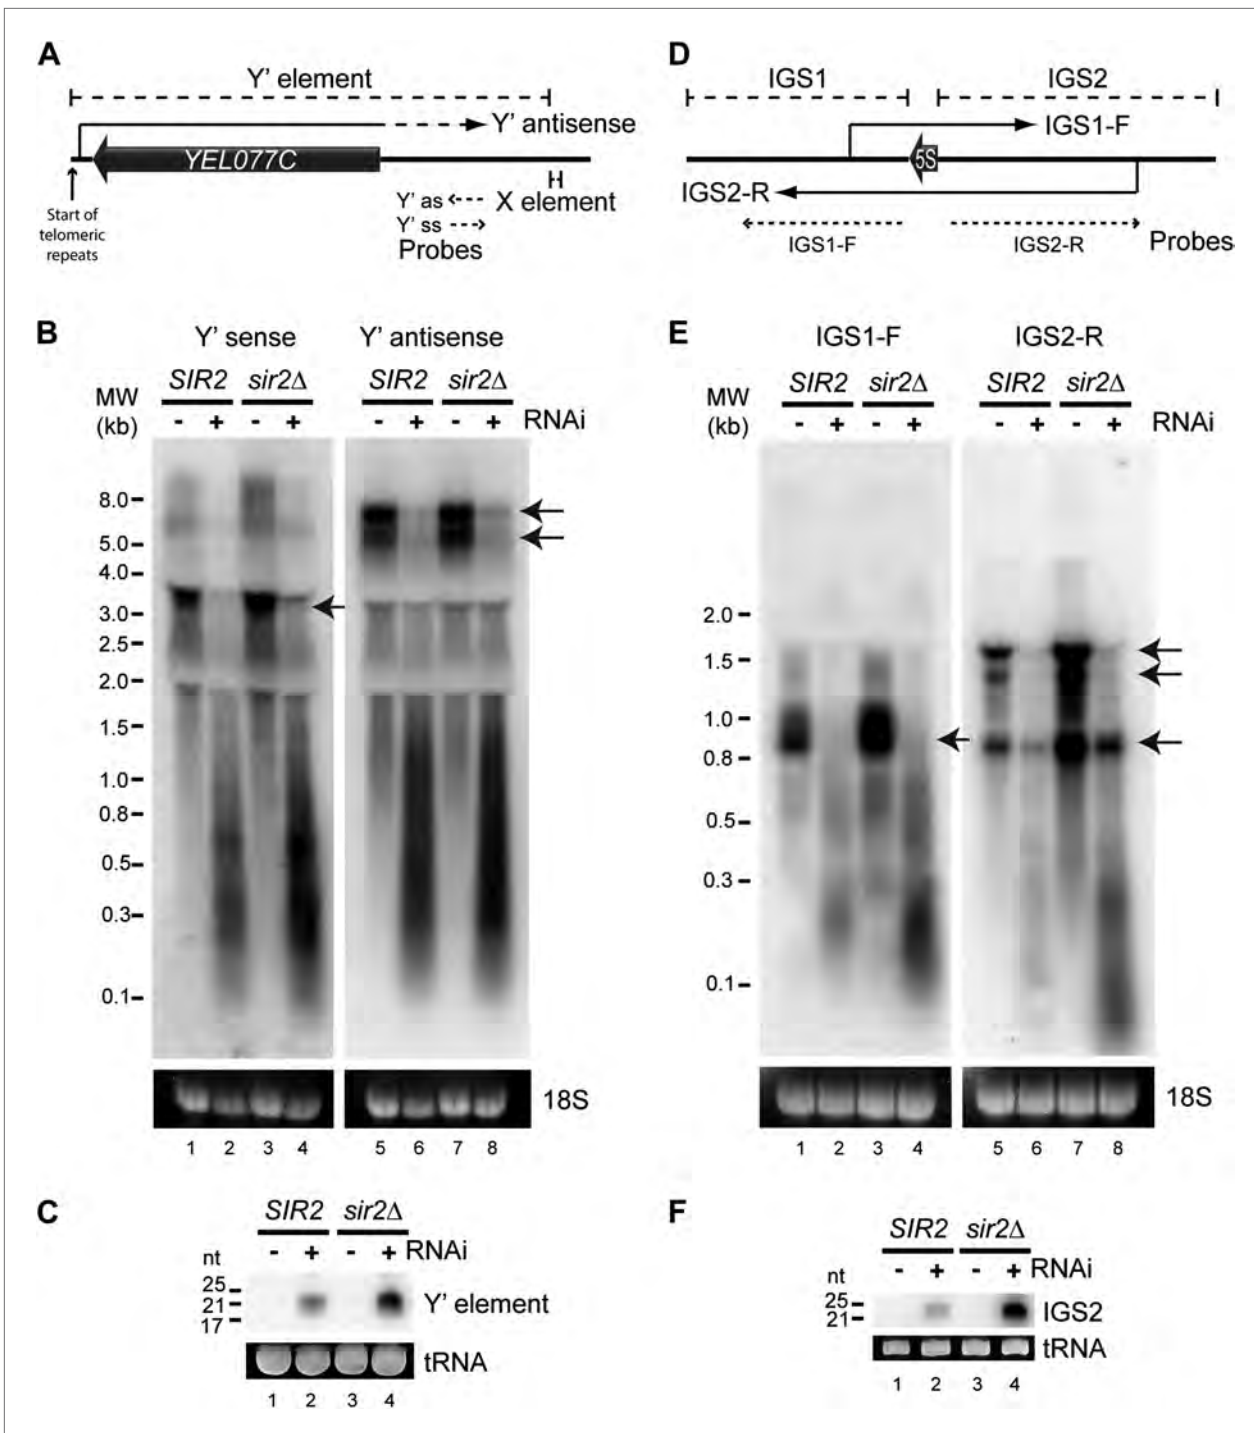 A
Y' element
Y' antisense
YEL077C
Start of
telomeric
repeats
Y' as
Y' ss
Probes
X element
D
IGS1
IGS2
IGS1-F
5S
IGS2-R
IGS1-F
IGS2-R
Probes
B
Y' sense
Y' antisense
SIR2 sir2Δ SIR2 sir2Δ
MW
(kb)
- + - + - + - + RNAi
8.0
5.0
4.0
3.0
2.5
2.0
1.5
1.0
0.8
0.5
0.3
0.1
18S
1 2 3 4 5 6 7 8
E
IGS1-F
IGS2-R
SIR2 sir2Δ SIR2 sir2Δ
MW
(kb)
- + - + - + - + RNAi
2.0
1.5
1.0
0.8
0.5
0.3
0.1
18S
1 2 3 4 5 6 7 8
C
SIR2 sir2Δ
nt
- + - + RNAi
25
21
17
Y' element
tRNA
1 2 3 4
F
SIR2 sir2Δ
nt
- + - + RNAi
25
21
IGS2
tRNA
1 2 3 4